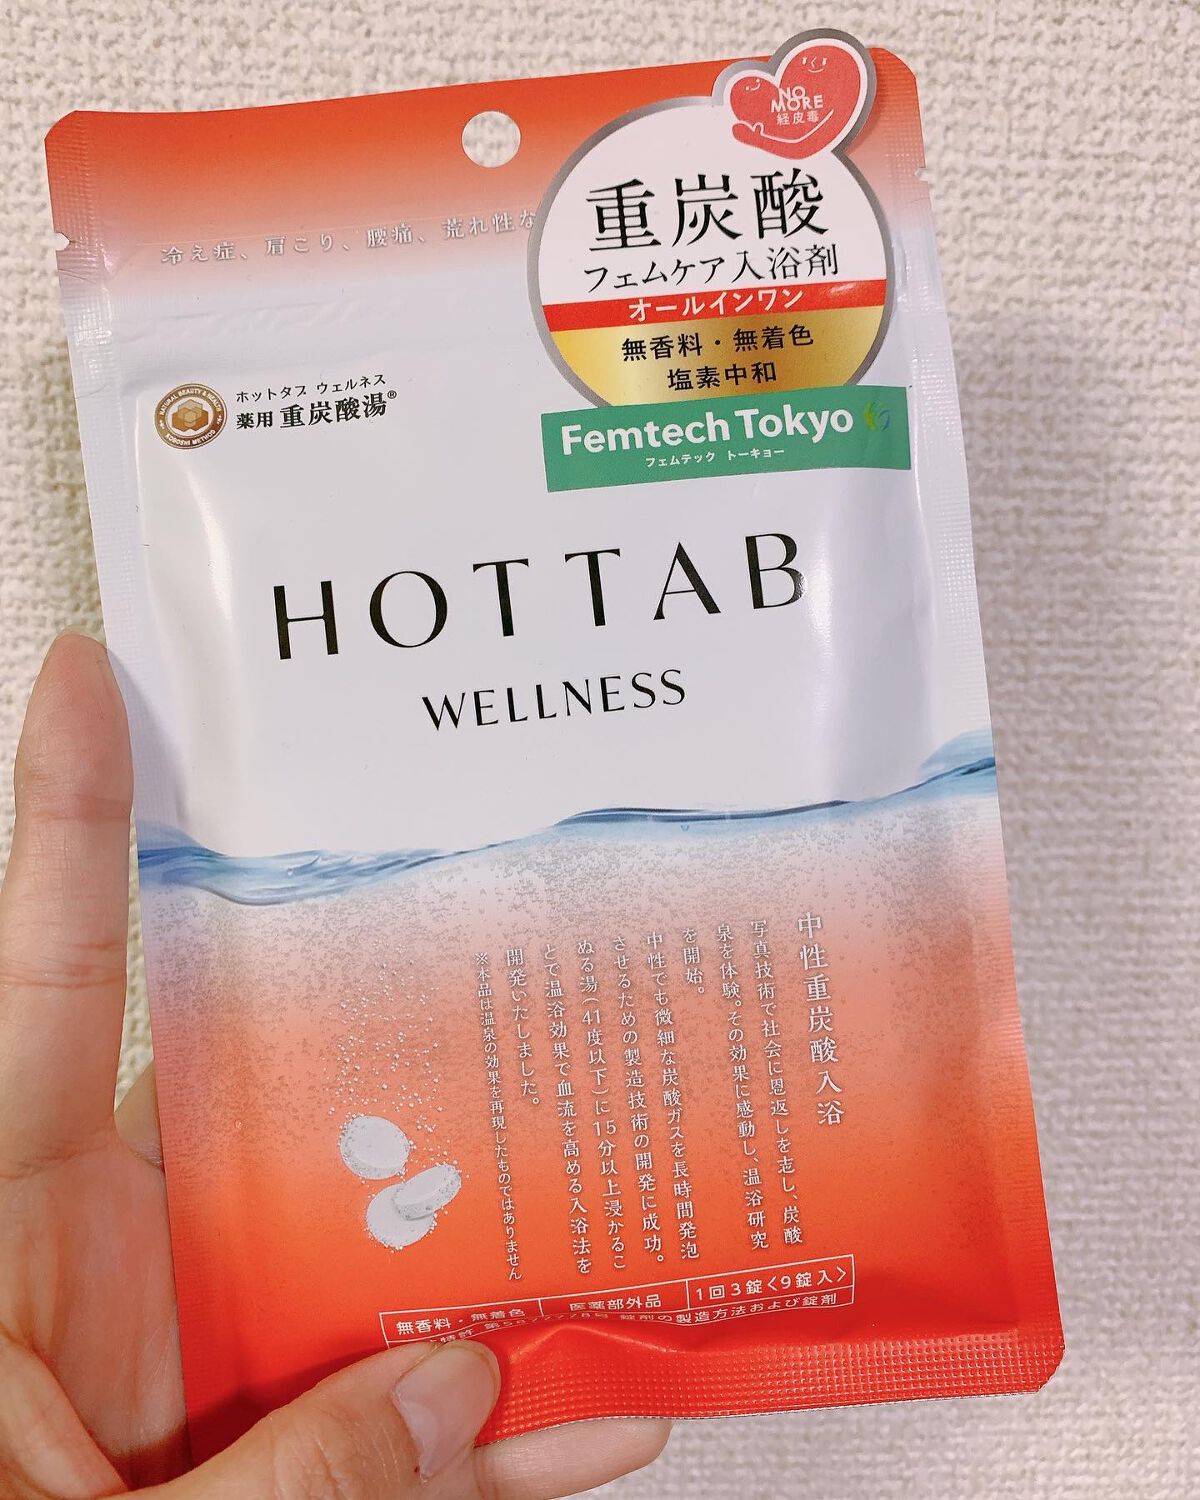 NO
MORE
経皮毒
重炭酸
フェムケア入浴剤
オールインワン
無香料・無着色
塩素中和
Femtech Tokyo
フェムテック トーキョー
冷え症、肩こり、腰痛、荒れ性な
ホットタブ ウェルネス
薬用 重炭酸湯®
HOT TAB
WELLNESS
中性重炭酸入浴
写真技術で社会に恩返しを志し、炭酸
泉を体験。その効果に感動し、温浴研究
を開始。
中性でも微細な炭酸ガスを長時間発泡
させるための製造技術の開発に成功。
ぬる湯(41度以下)に15分以上浸かるこ
とで温浴効果で血流を高める入浴法を
開発いたしました。
※本品は温泉の効果を再現したものではありません
無香料・無着色
医薬部外品
1回3錠<9錠入>
特許 錠剤の製造方法および錠剤